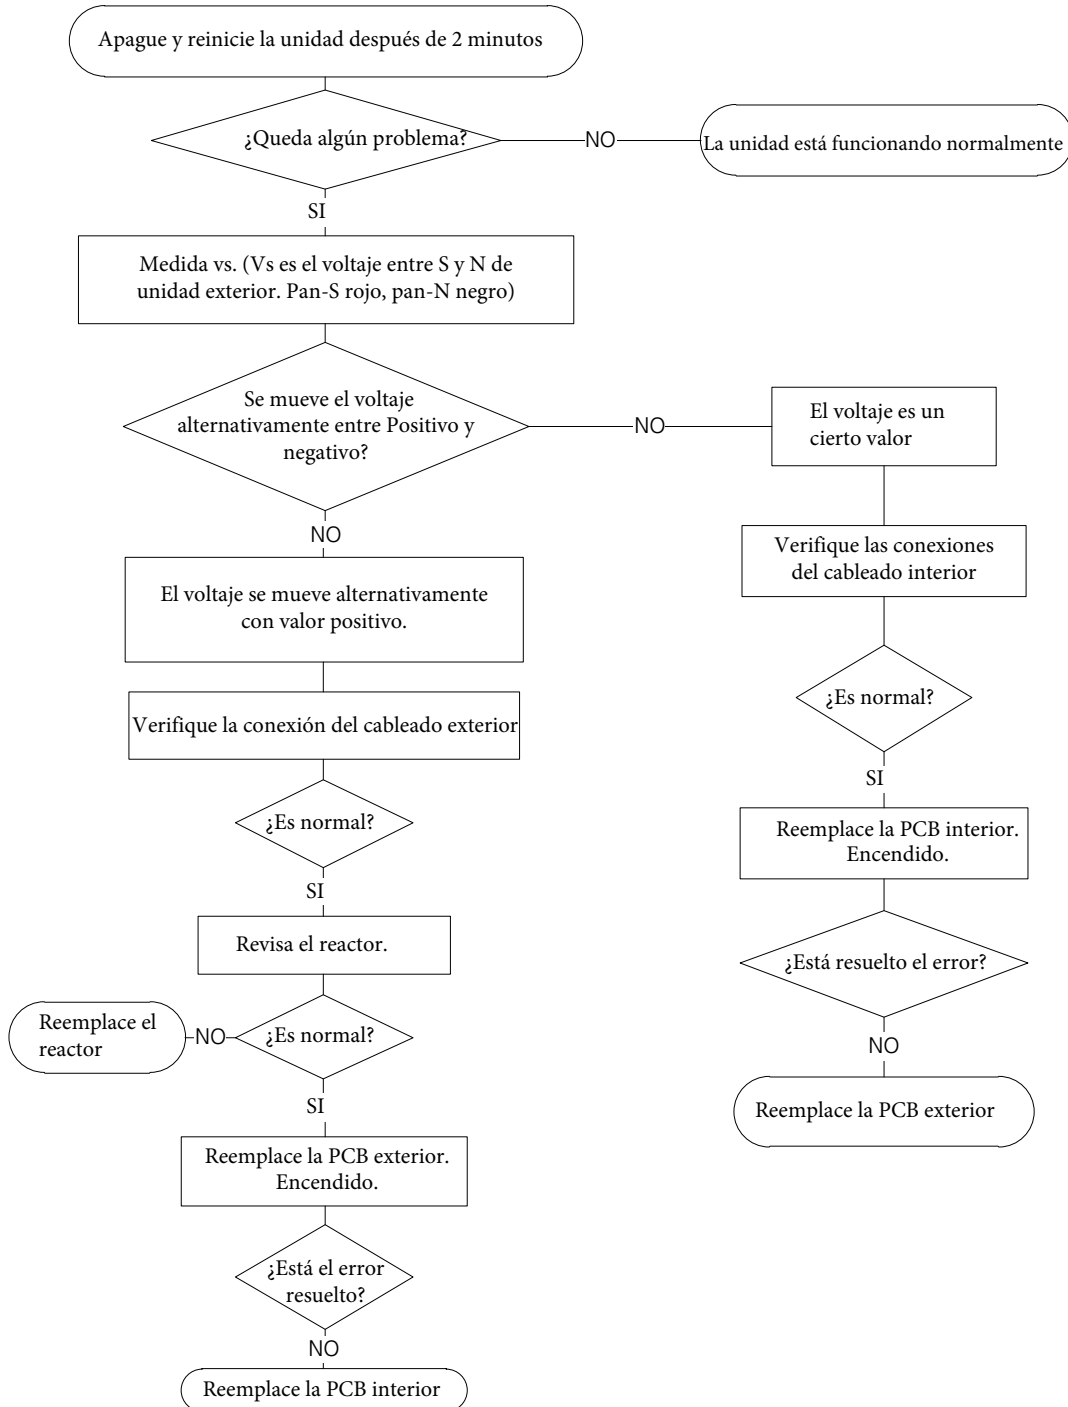 Apague y reinicie la unidad después de 2 minutos
¿Queda algún problema?
NO
La unidad está funcionando normalmente
SI
Medida vs. (Vs es el voltaje entre S y N de
unidad exterior. Pan-S rojo, pan-N negro)
Se mueve el voltaje
alternativamente entre Positivo y
negativo?
NO
El voltaje es un
cierto valor
NO
Verifique las conexiones
del cableado interior
El voltaje se mueve alternativamente
con valor positivo.
¿Es normal?
Verifique la conexión del cableado exterior
SI
¿Es normal?
Reemplace la PCB interior.
Encendido.
SI
Revisa el reactor.
¿Está resuelto el error?
Reemplace el
reactor
NO
¿Es normal?
NO
SI
Reemplace la PCB exterior
Reemplace la PCB exterior.
Encendido.
¿Está el error
resuelto?
NO
Reemplace la PCB interior